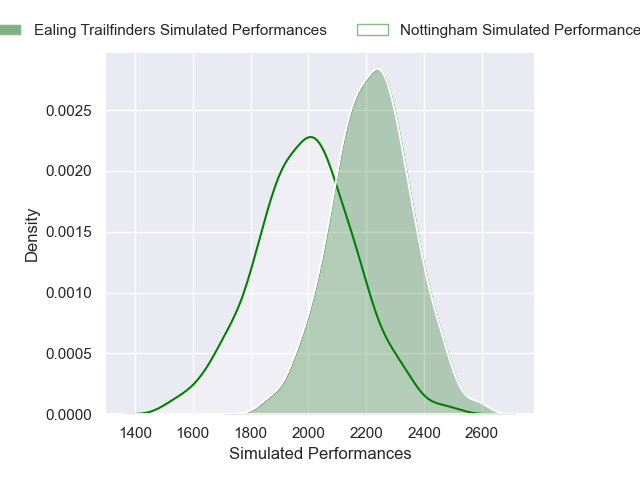 Ealing Trailfinders Simulated Performances
Nottingham Simulated Performance
0.0025
0.0020
0.0015
0.0010
0.0005
0.0000
Density
1400 1600 1800 2000 2200 2400 2600
Simulated Performances